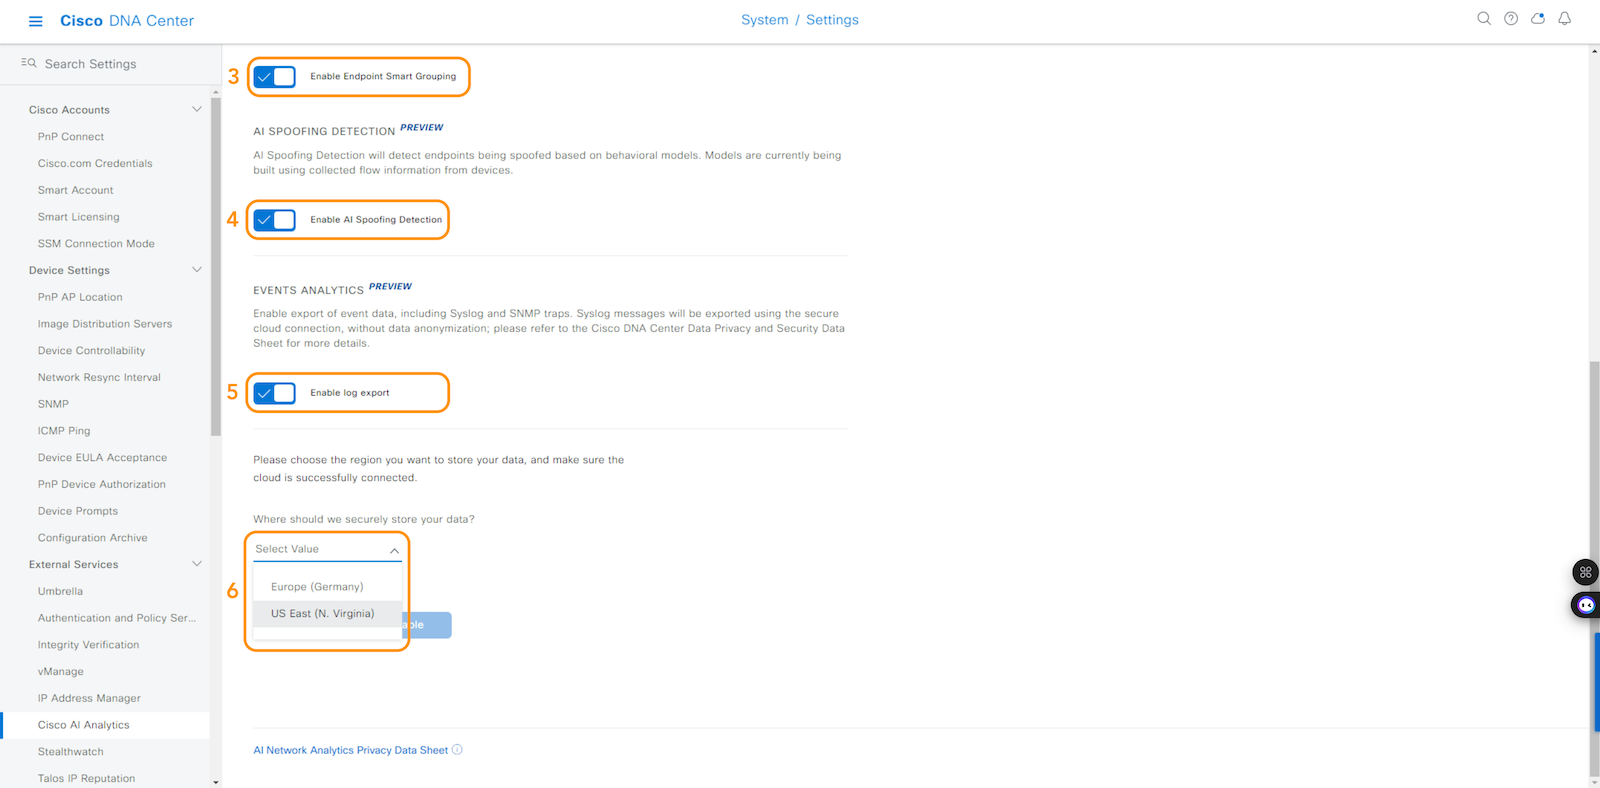 Cisco DNA Center
System / Settings
Search Settings
Cisco Accounts
PnP Connect
Cisco.com Credentials
Smart Account
Smart Licensing
SSM Connection Mode
Device Settings
PnP AP Location
Image Distribution Servers
Device Controllability
Network Resync Interval
SNMP
ICMP Ping
Device EULA Acceptance
PnP Device Authorization
Device Prompts
Configuration Archive
External Services
Umbrella
Authentication and Policy Ser...
Integrity Verification
vManage
IP Address Manager
Cisco AI Analytics
Stealthwatch
Talos IP Reputation
3 Enable Endpoint Smart Grouping
AI SPOOFING DETECTION PREVIEW
AI Spoofing Detection will detect endpoints being spoofed based on behavioral models. Models are currently being
built using collected flow information from devices.
4 Enable AI Spoofing Detection
EVENTS ANALYTICS PREVIEW
Enable export of event data, including Syslog and SNMP traps. Syslog messages will be exported using the secure
cloud connection, without data anonymization; please refer to the Cisco DNA Center Data Privacy and Security Data
Sheet for more details.
5 Enable log export
Please choose the region you want to store your data, and make sure the
cloud is successfully connected.
Where should we securely store your data?
Select Value
6
Europe (Germany)
US East (N. Virginia)
AI Network Analytics Privacy Data Sheet